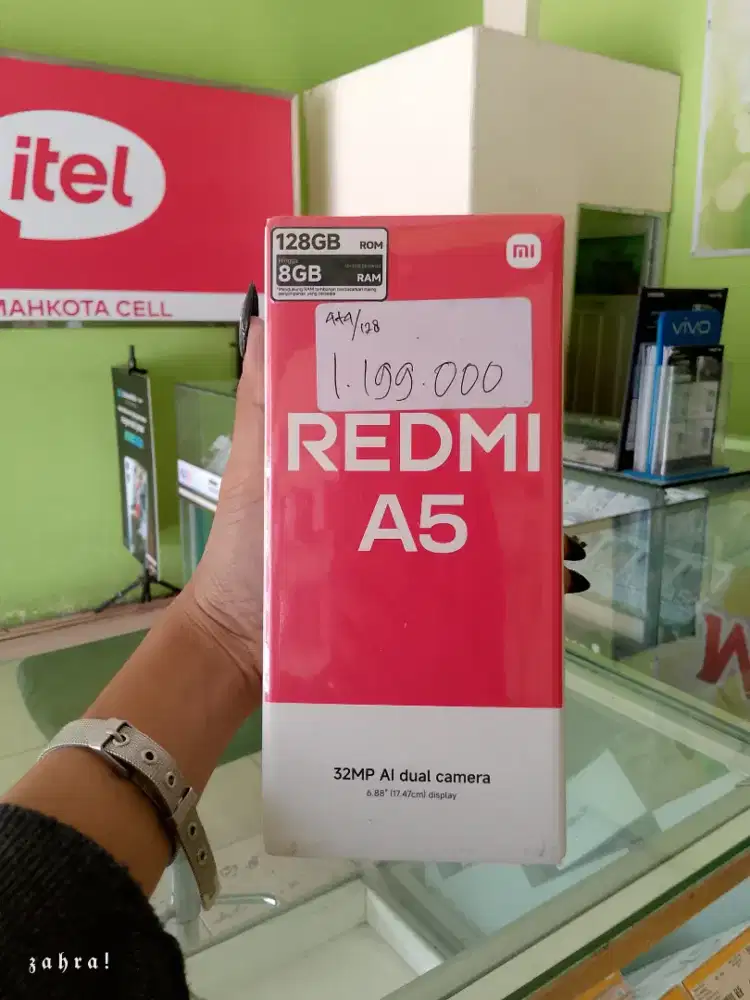 itel
MAHKOTA CELL
128GB ROM
Hingga
8GB RAM
mi
4+4/128
1.199.000
REDMI
A5
32MP AI dual camera
6.88" (17.47cm) display
vivo
zahra!